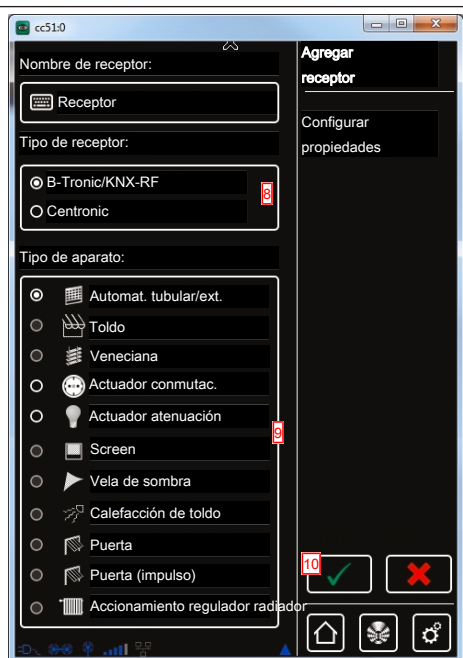 cc51:0
Nombre de receptor:
Receptor
Tipo de receptor:
B-Tronic/KNX-RF
Centronic
8
Tipo de aparato:
Automat. tubular/ext.
Toldo
Veneciana
Actuador conmutac.
Actuador atenuación
9
Screen
Vela de sombra
Calefacción de toldo
Puerta
Puerta (impulso)
Accionamiento regulador radiador
Agregar
receptor
Configurar
propiedades
10